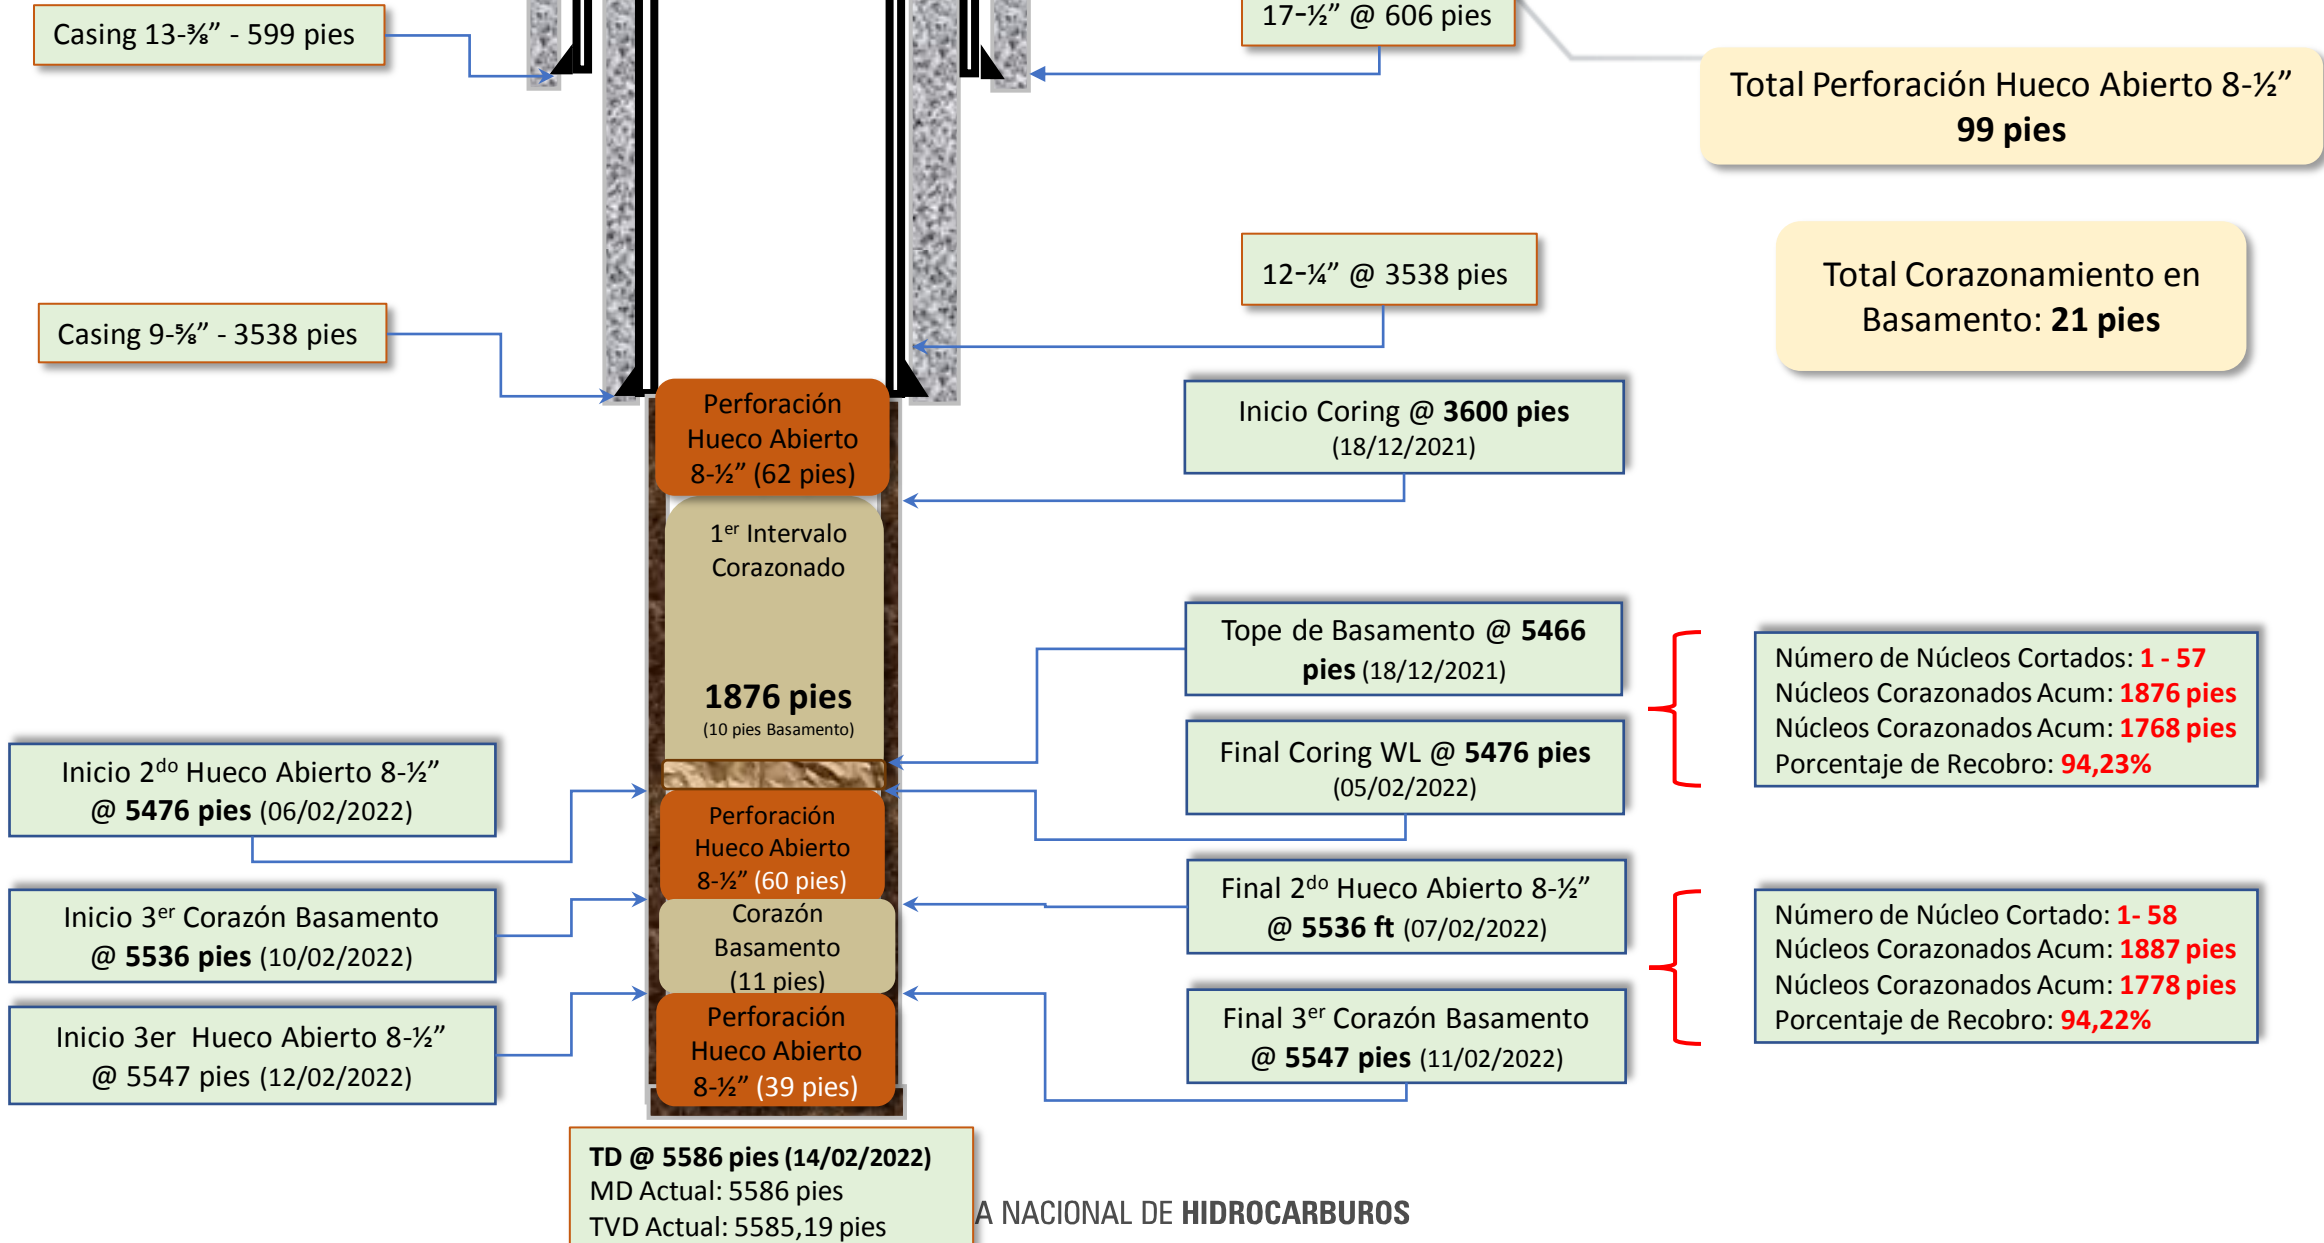 Casing 13-⅜” - 599 pies
17-½” @ 606 pies
Total Perforación Hueco Abierto 8-½”
99 pies
12-¼” @ 3538 pies
Total Corazonamiento en
Basamento: 21 pies
Casing 9-⅝” - 3538 pies
Perforación
Hueco Abierto
8-½” (62 pies)
Inicio Coring @ 3600 pies
(18/12/2021)
1er Intervalo
Corazonado
1876 pies
(10 pies Basamento)
Tope de Basamento @ 5466
pies (18/12/2021)
Final Coring WL @ 5476 pies
(05/02/2022)
Número de Núcleos Cortados: 1 - 57
Núcleos Corazonados Acum: 1876 pies
Núcleos Corazonados Acum: 1768 pies
Porcentaje de Recobro: 94,23%
Inicio 2do Hueco Abierto 8-½”
@ 5476 pies (06/02/2022)
Perforación
Hueco Abierto
8-½” (60 pies)
Inicio 3er Corazón Basamento
@ 5536 pies (10/02/2022)
Corazón
Basamento
(11 pies)
Final 2do Hueco Abierto 8-½”
@ 5536 ft (07/02/2022)
Número de Núcleo Cortado: 1- 58
Núcleos Corazonados Acum: 1887 pies
Núcleos Corazonados Acum: 1778 pies
Porcentaje de Recobro: 94,22%
Inicio 3er Hueco Abierto 8-½”
@ 5547 pies (12/02/2022)
Perforación
Hueco Abierto
8-½” (39 pies)
Final 3er Corazón Basamento
@ 5547 pies (11/02/2022)
TD @ 5586 pies (14/02/2022)
MD Actual: 5586 pies
TVD Actual: 5585,19 pies
A NACIONAL DE HIDROCARBUROS